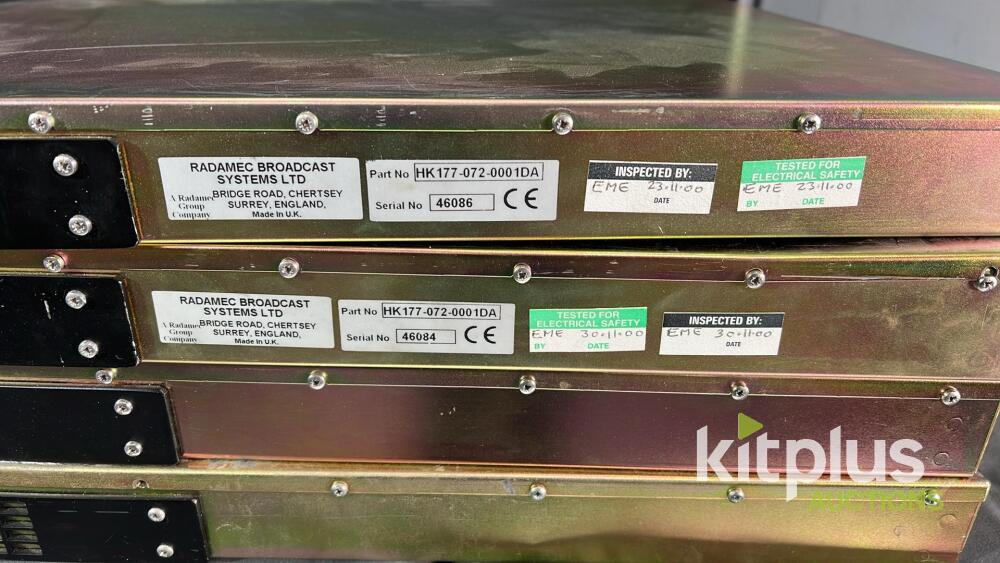 RADAMEC BROADCAST
SYSTEMS LTD
A Radamec
Group
Company
BRIDGE ROAD, CHERTSEY
SURREY, ENGLAND,
Made in U.K.
Part No HK177-072-0001DA
Serial No 46086 CE
INSPECTED BY:
EME 23.11.00
DATE
TESTED FOR
ELECTRICAL SAFETY
EME 23.11.00
BY DATE
RADAMEC BROADCAST
SYSTEMS LTD
A Radamec
Group
Company
BRIDGE ROAD, CHERTSEY
SURREY, ENGLAND,
Made in U.K.
Part No HK177-072-0001DA
Serial No 46084 CE
TESTED FOR
ELECTRICAL SAFETY
EME 30.11.00
BY DATE
INSPECTED BY:
EME 30.11.00
DATE
kitplus
AUCTIONS